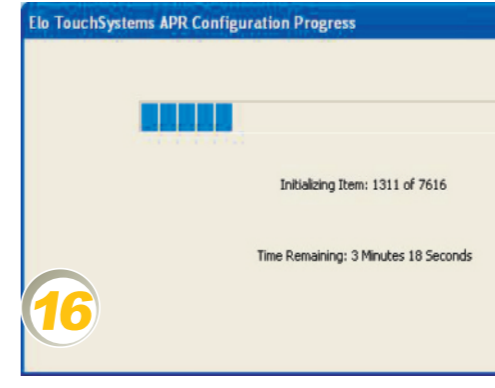 Elo TouchSystems APR Configuration Progress
Initializing Item: 1311 of 7616
Time Remaining: 3 Minutes 18 Seconds
16